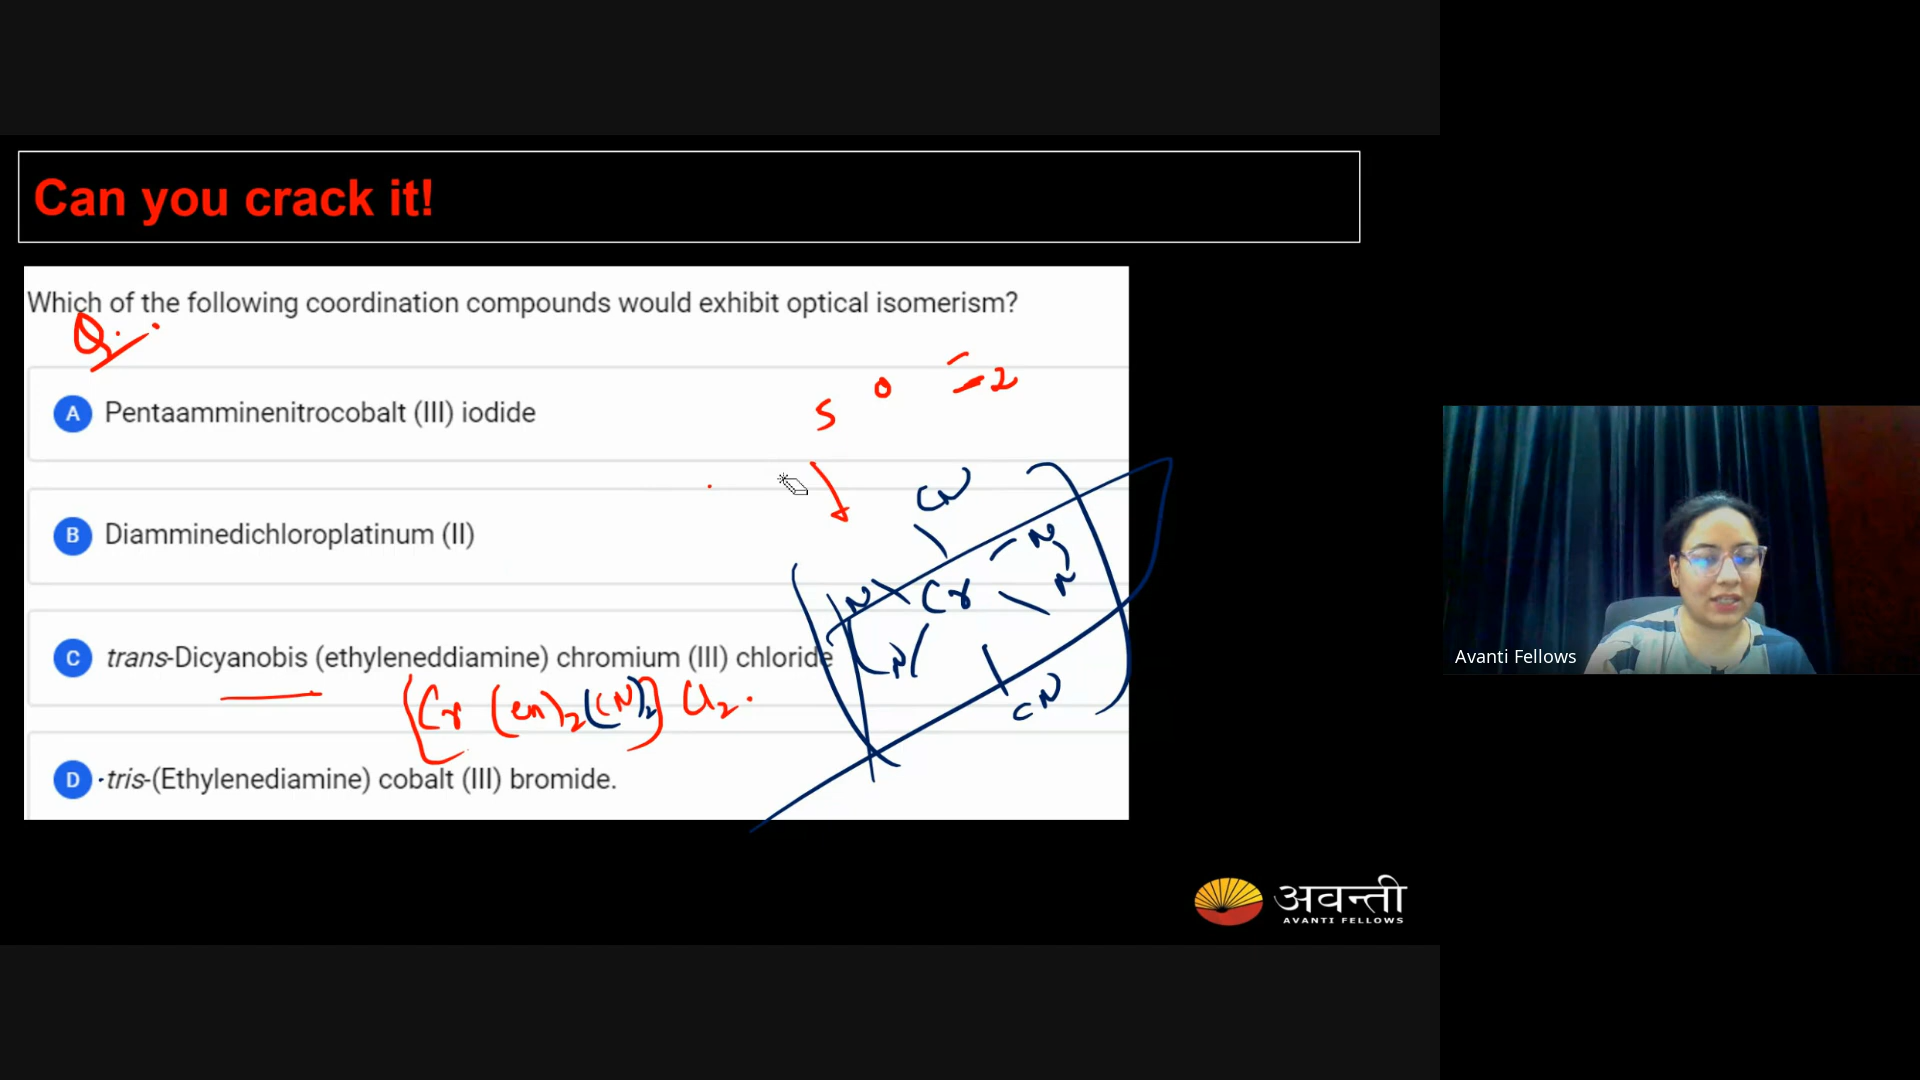 Can you crack it!
Which of the following coordination compounds would exhibit optical isomerism?
Q.
A Pentaamminenitrocobalt (III) iodide
5 0 -2
B Diamminedichloroplatinum (II)
CN
N
N Cr N
C trans-Dicyanobis (ethyleneddiamine) chromium (III) chloride
N
[Cr (en)2(CN)2] Cl2.
CN
D tris-(Ethylenediamine) cobalt (III) bromide.
Avanti Fellows
अवन्ती
AVANTI FELLOWS